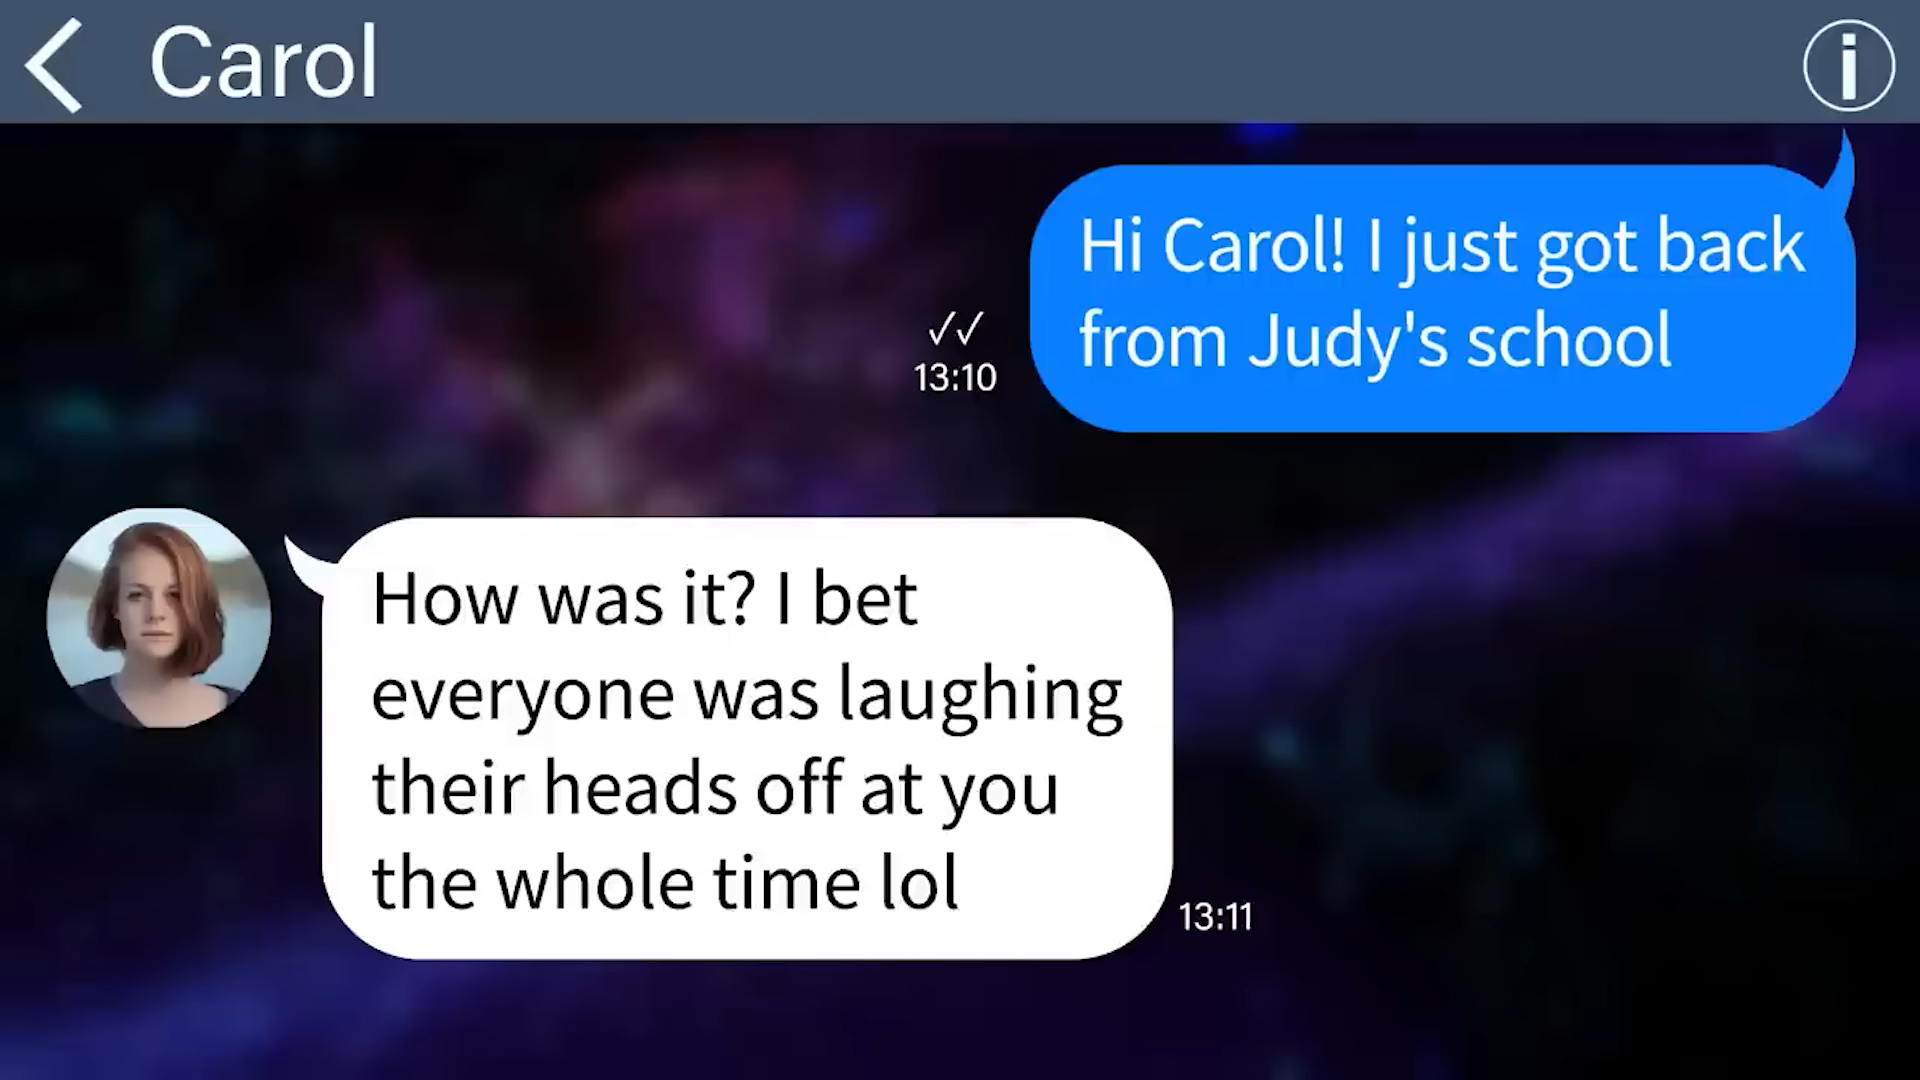 Carol
Hi Carol! I just got back
from Judy's school
✓✓
13:10
How was it? I bet
everyone was laughing
their heads off at you
the whole time lol
13:11